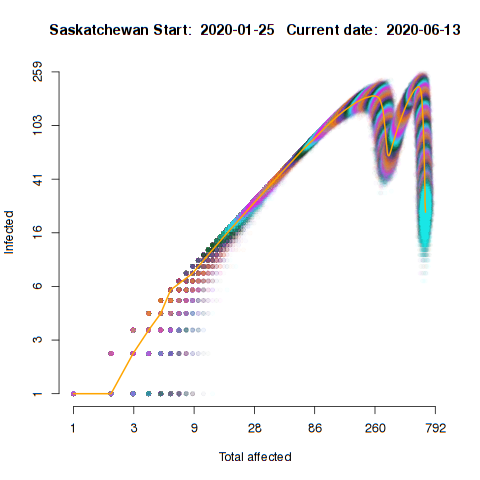 Saskatchewan Start:  2020-01-25   Current date:  2020-06-13
259
103
41
16
6
3
1
Infected
1 3 9 28 86 260 792
Total affected